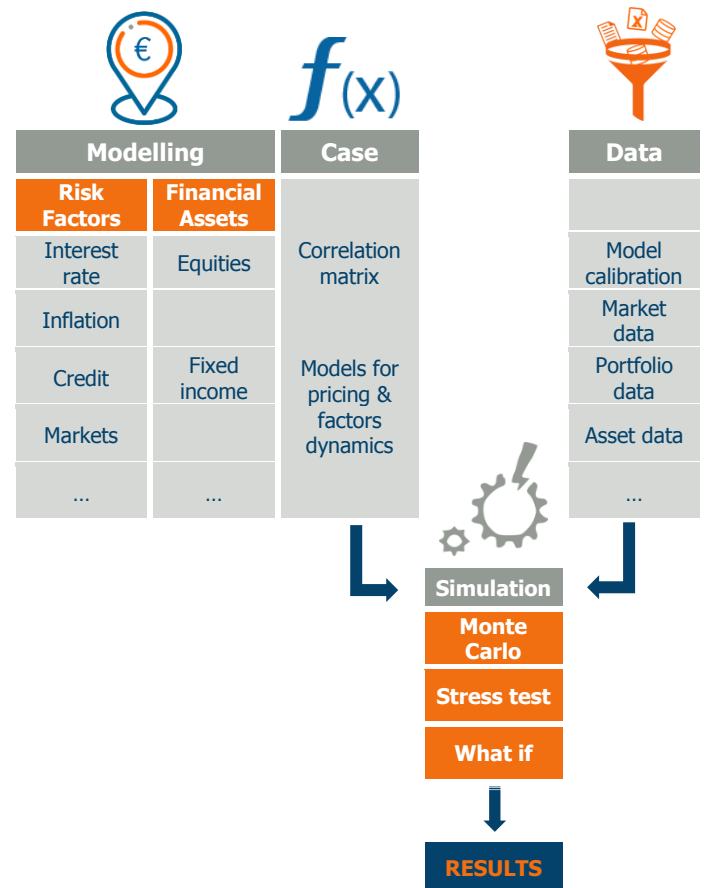 €
f(x)
X
Modelling
Case
Data
Risk
Factors
Financial
Assets
Interest
rate
Equities
Correlation
matrix
Model
calibration
Inflation
Market
data
Credit
Fixed
income
Models for
pricing &
factors
dynamics
Portfolio
data
Markets
Asset data
...
...
...
Simulation
Monte
Carlo
Stress test
What if
RESULTS